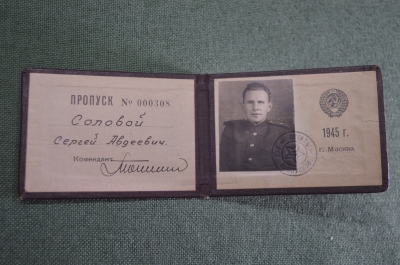 ПРОПУСК № 000308
Соловой
Сергей Авдеевич.
Комендант
1945 г.
г. Москва